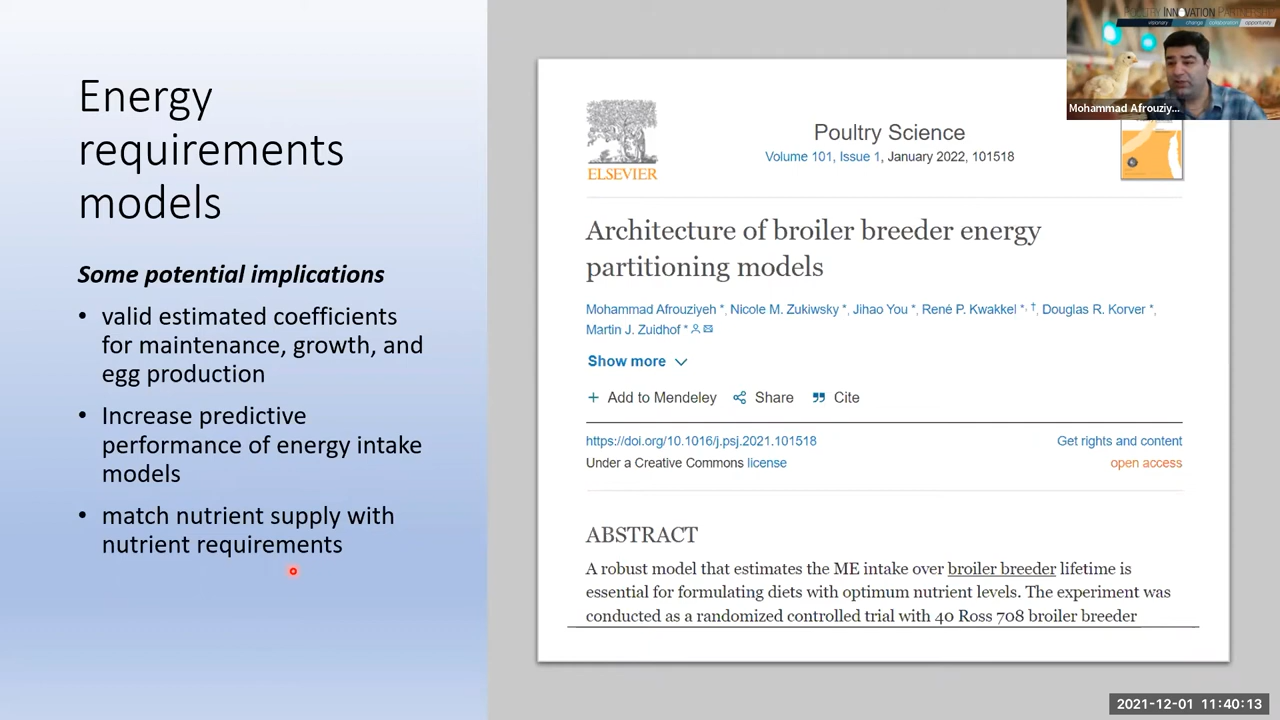 Energy
requirements
models
Some potential implications
• valid estimated coefficients
for maintenance, growth, and
egg production
• Increase predictive
performance of energy intake
models
• match nutrient supply with
nutrient requirements
ELSEVIER
Poultry Science
Volume 101, Issue 1, January 2022, 101518
Architecture of broiler breeder energy
partitioning models
Mohammad Afrouziyeh *, Nicole M. Zukiwsky *, Jihao You *, René P. Kwakkel *, †, Douglas R. Korver *,
Martin J. Zuidhof *
Show more
+ Add to Mendeley Share Cite
https://doi.org/10.1016/j.psj.2021.101518 Get rights and content
Under a Creative Commons license open access
ABSTRACT
A robust model that estimates the ME intake over broiler breeder lifetime is
essential for formulating diets with optimum nutrient levels. The experiment was
conducted as a randomized controlled trial with 40 Ross 708 broiler breeder
POULTRY INNOVATION
visionary change collaboration opportunity
Mohammad Afrouziy...
2021-12-01 11:40:13